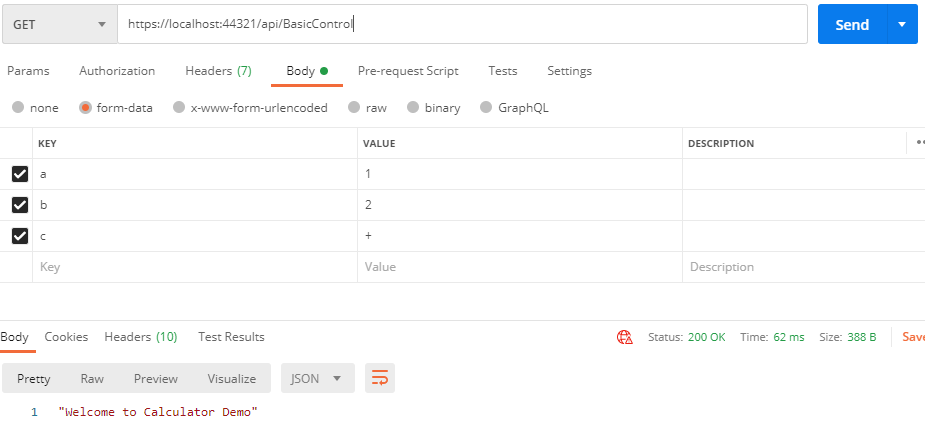 GET https://localhost:44321/api/BasicControl Send
Params Authorization Headers (7) Body Pre-request Script Tests Settings
none form-data x-www-form-urlencoded raw binary GraphQL
KEY VALUE DESCRIPTION
a 1
b 2
c +
Key Value Description
Body Cookies Headers (10) Test Results Status: 200 OK Time: 62 ms Size: 388 B Save
Pretty Raw Preview Visualize JSON
1 "Welcome to Calculator Demo"